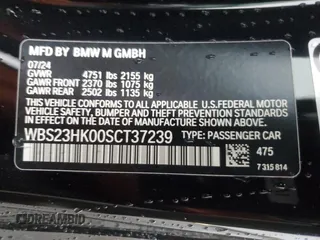 MFD BY BMW M GMBH
07/24
GVWR 4751 lbs 2155 kg
GAWR FRONT 2370 lbs 1075 kg
GAWR REAR 2502 lbs 1135 kg
THIS VEHICLE CONFORMS TO ALL APPLICABLE U.S.FEDERAL MOTOR
VEHICLE SAFETY, BUMPER, AND THEFT PREVENTION STANDARDS
IN EFFECT ON THE DATE OF MANUFACTURE SHOWN ABOVE.
WBS23HK00SCT37239 TYPE: PASSENGER CAR
475
7 315 814
DREAMBID